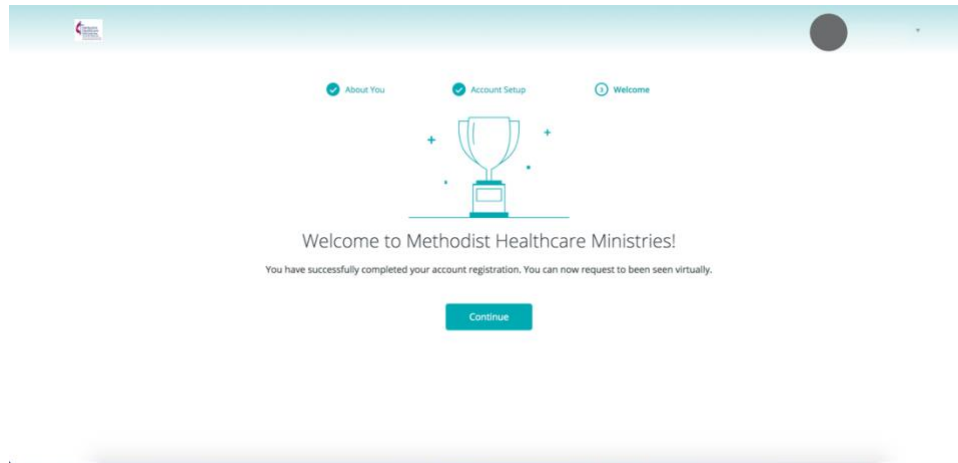 About You
Account Setup
3 Welcome
Welcome to Methodist Healthcare Ministries!
You have successfully completed your account registration. You can now request to been seen virtually.
Continue